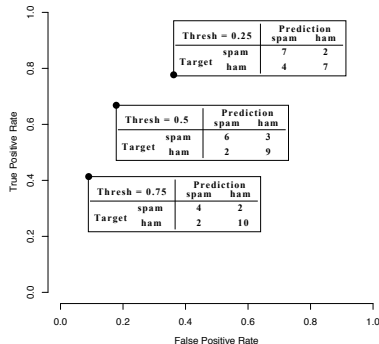 1.0
0.8
0.6
0.4
0.2
0.0
True Positive Rate
Thresh = 0.25 Prediction
spam ham
Target spam 7 2
ham 4 7
Thresh = 0.5 Prediction
spam ham
Target spam 6 3
ham 2 9
Thresh = 0.75 Prediction
spam ham
Target spam 4 2
ham 2 10
0.0 0.2 0.4 0.6 0.8 1.0
False Positive Rate